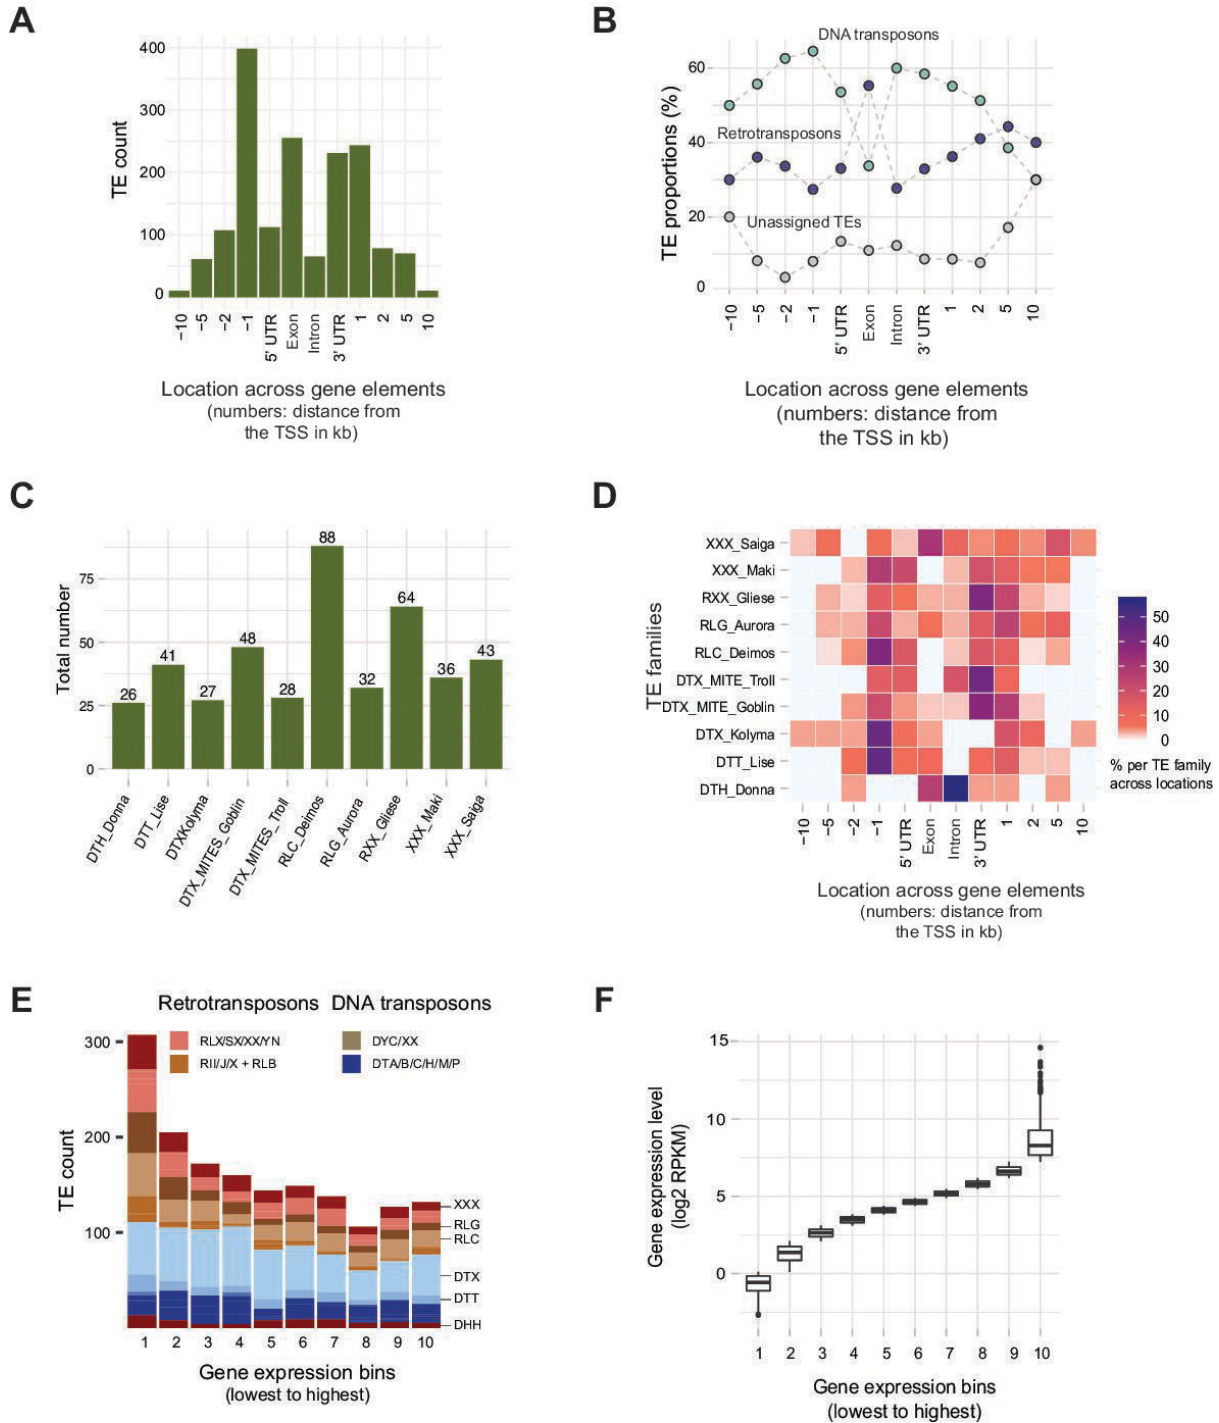 A
400
300
200
100
0
TE count
−10
−5
−2
−1
5' UTR
Exon
Intron
3' UTR
1
2
5
10
Location across gene elements
(numbers: distance from
the TSS in kb)
B
DNA transposons
Retrotransposons
Unassigned TEs
60
40
20
0
TE proportions (%)
−10
−5
−2
−1
5' UTR
Exon
Intron
3' UTR
1
2
5
10
Location across gene elements
(numbers: distance from
the TSS in kb)
C
Total number
75
50
25
0
26
41
27
48
28
88
32
64
36
43
DTH_Donna
DTT_Lise
DTXKolyma
DTX_MITES_Goblin
DTX_MITES_Troll
RLC_Deimos
RLG_Aurora
RXX_Gliese
XXX_Maki
XXX_Saiga
D
TE families
XXX_Saiga
XXX_Maki
RXX_Gliese
RLG_Aurora
RLC_Deimos
DTX_MITE_Troll
DTX_MITE_Goblin
DTX_Kolyma
DTT_Lise
DTH_Donna
50
40
30
20
10
0
% per TE family
across locations
−10
−5
−2
−1
5' UTR
Exon
Intron
3' UTR
1
2
5
10
Location across gene elements
(numbers: distance from
the TSS in kb)
E
Retrotransposons DNA transposons
RLX/SX/XX/YN
DYC/XX
RII/J/X + RLB
DTA/B/C/H/M/P
300
200
100
TE count
XXX
RLG
RLC
DTX
DTT
DHH
1 2 3 4 5 6 7 8 9 10
Gene expression bins
(lowest to highest)
F
Gene expression level
(log2 RPKM)
15
10
5
0
1 2 3 4 5 6 7 8 9 10
Gene expression bins
(lowest to highest)